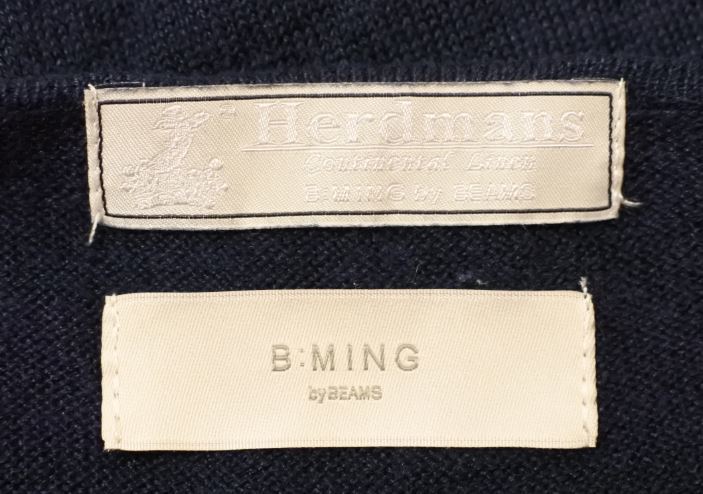 Herdmans
Continental Linen
B:MING by BEAMS
B:MING
by BEAMS